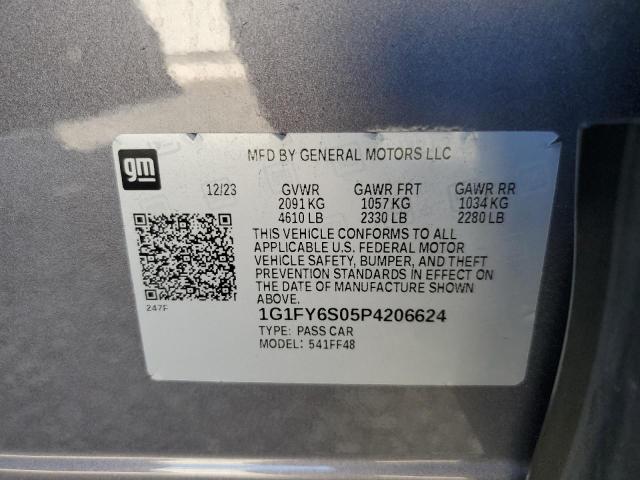 gm
MFD BY GENERAL MOTORS LLC
12/23 GVWR GAWR FRT GAWR RR
2091 KG 1057 KG 1034 KG
4610 LB 2330 LB 2280 LB
THIS VEHICLE CONFORMS TO ALL
APPLICABLE U.S. FEDERAL MOTOR
VEHICLE SAFETY, BUMPER, AND THEFT
PREVENTION STANDARDS IN EFFECT ON
THE DATE OF MANUFACTURE SHOWN
ABOVE.
247F
1G1FY6S05P4206624
TYPE: PASS CAR
MODEL: 541FF48